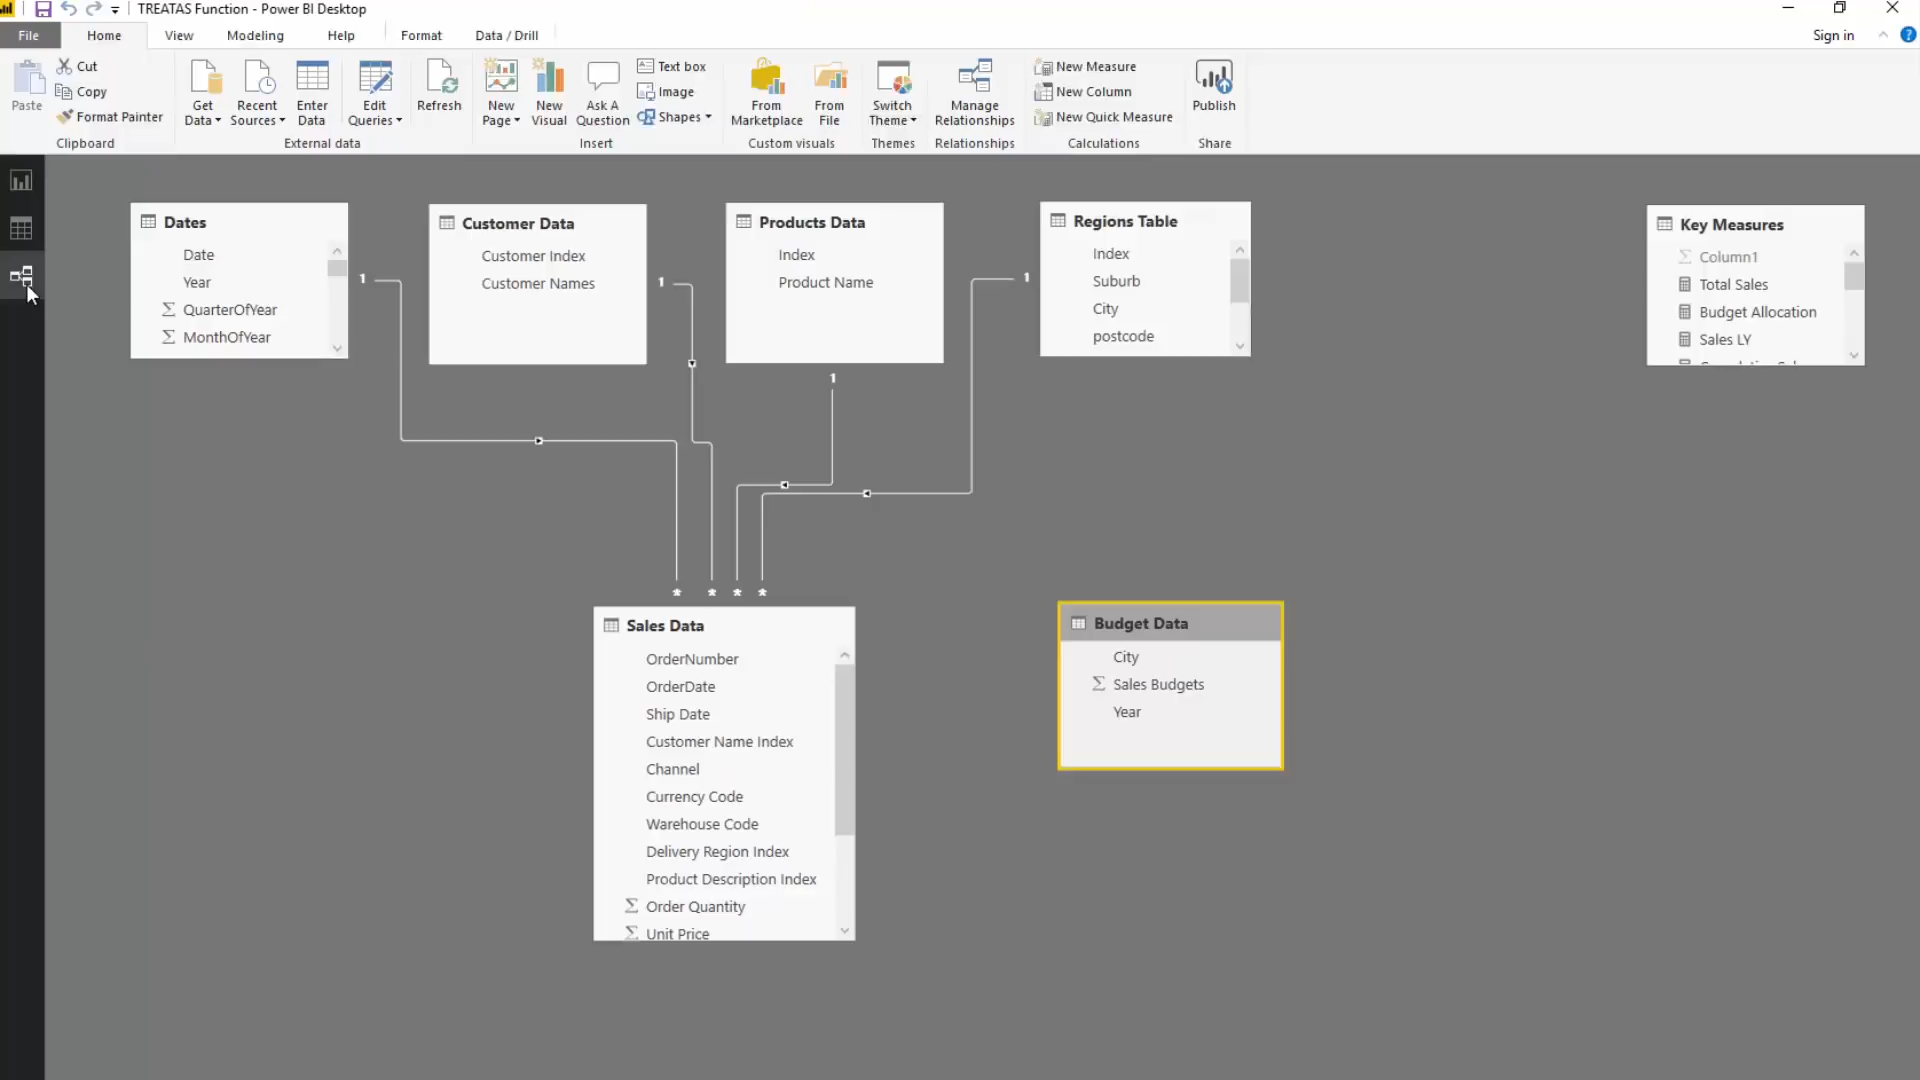 TREATAS Function - Power BI Desktop
File Home View Modeling Help Format Data / Drill Sign in
Paste
Cut
Copy
Format Painter
Clipboard
Get Data
Recent Sources
Enter Data
Edit Queries
Refresh
External data
New Page
New Visual
Ask A Question
Text box
Image
Shapes
Insert
From Marketplace
From File
Custom visuals
Switch Theme
Themes
Manage Relationships
Relationships
New Measure
New Column
New Quick Measure
Calculations
Publish
Share
Dates
Date
Year
QuarterOfYear
MonthOfYear
Customer Data
Customer Index
Customer Names
Products Data
Index
Product Name
Regions Table
Index
Suburb
City
postcode
Key Measures
Column1
Total Sales
Budget Allocation
Sales LY
1
1
1
1
* * * *
Sales Data
OrderNumber
OrderDate
Ship Date
Customer Name Index
Channel
Currency Code
Warehouse Code
Delivery Region Index
Product Description Index
Order Quantity
Unit Price
Budget Data
City
Sales Budgets
Year